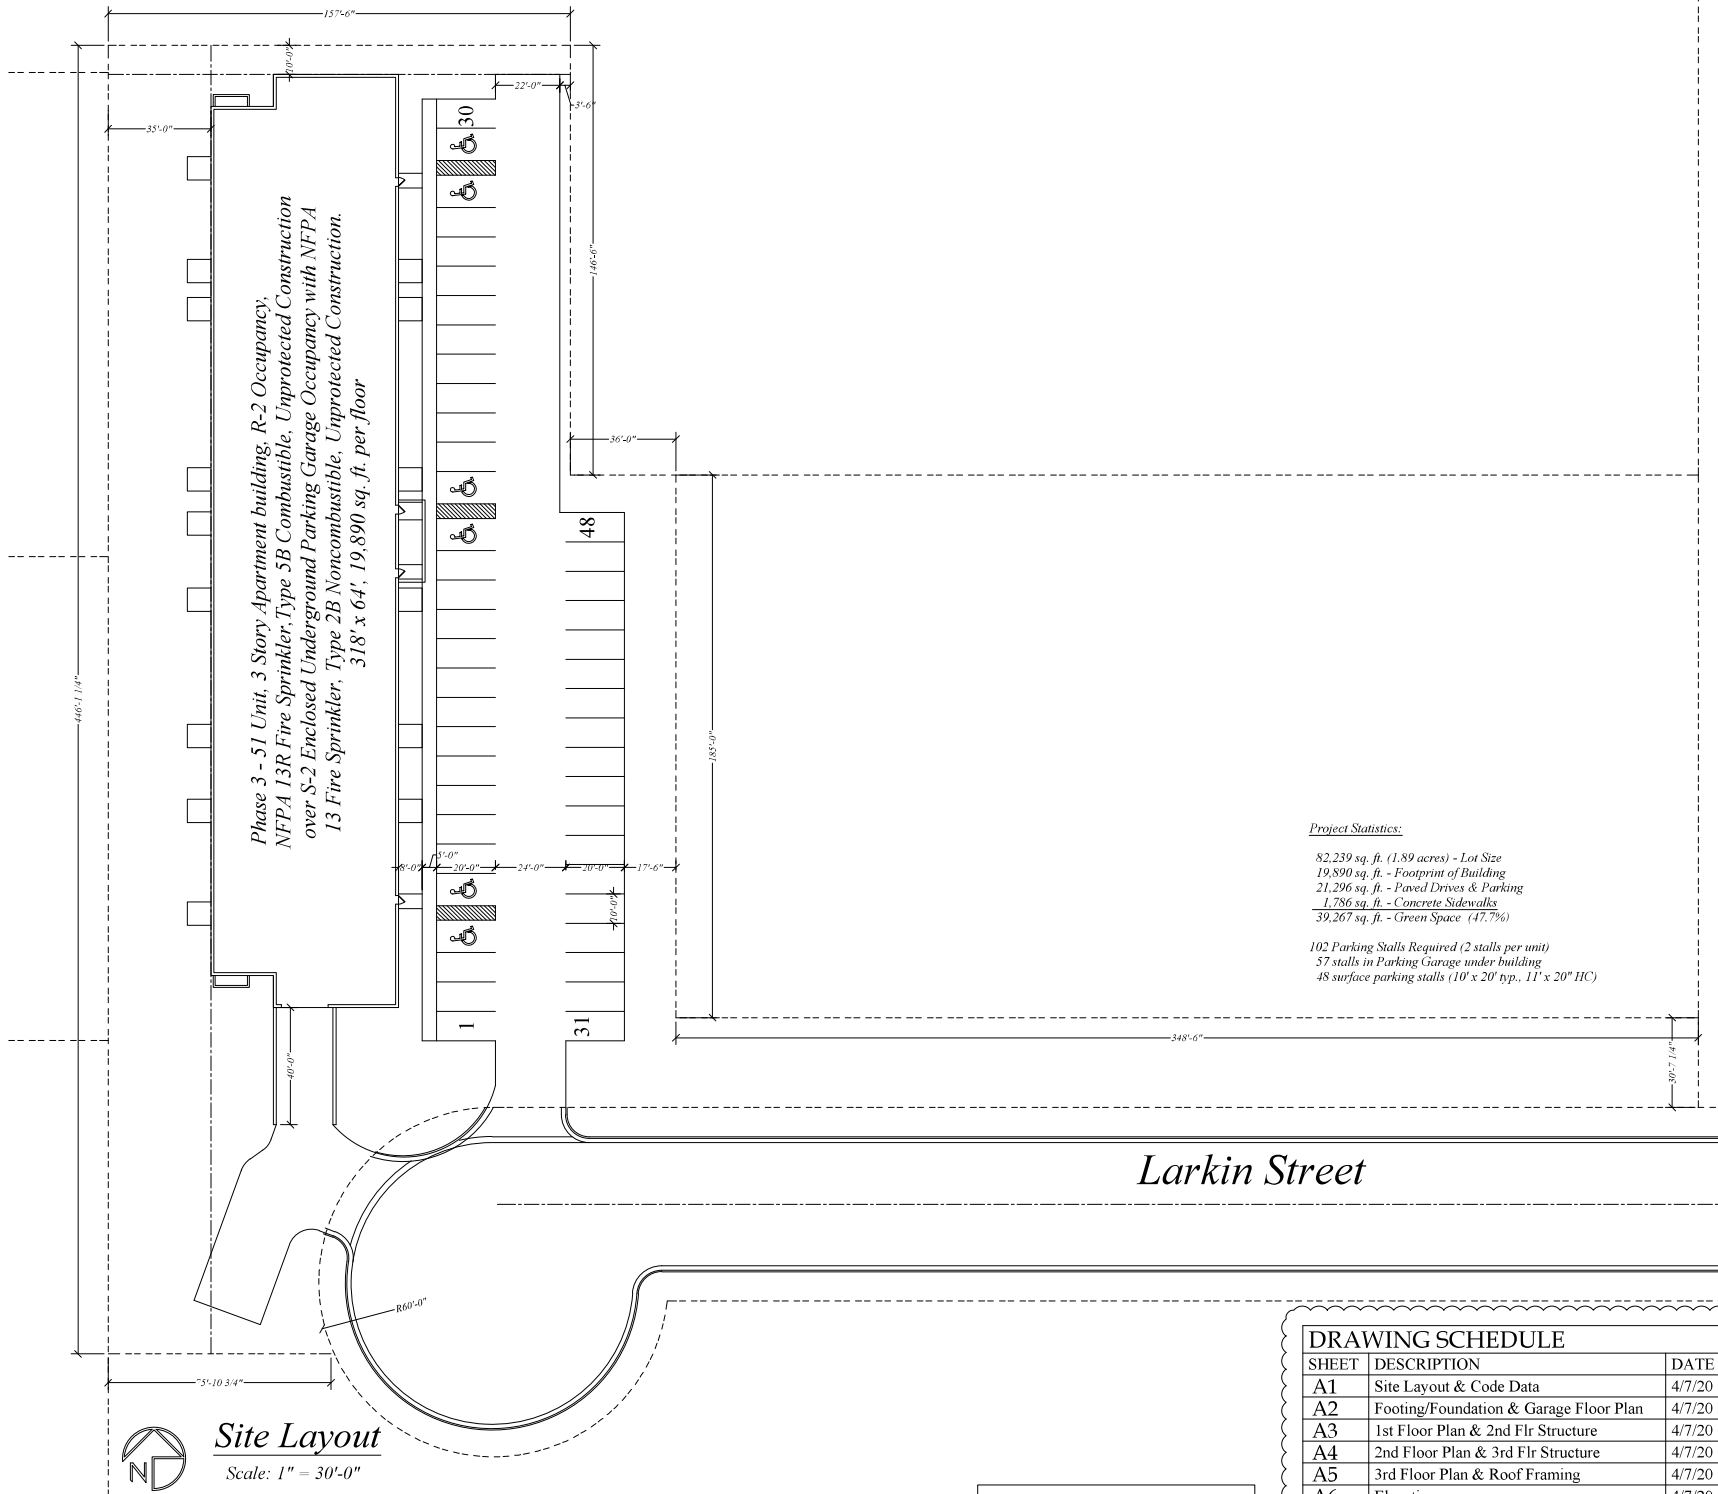 157'-6"
10'-0"
22'-0"
3'-6"
35'-0"
30
146'-6"
36'-0"
48
446'-1 1/4"
185'-0"
Phase 3 - 51 Unit, 3 Story Apartment building, R-2 Occupancy,
NFPA 13R Fire Sprinkler,Type 5B Combustible, Unprotected Construction
over S-2 Enclosed Underground Parking Garage Occupancy with NFPA
13 Fire Sprinkler, Type 2B Noncombustible, Unprotected Construction.
318' x 64', 19,890 sq. ft. per floor
8'-0"
5'-0"
20'-0"
24'-0"
20'-0"
17'-6"
10'-0"
1
31
40'-0"
348'-6"
30'-7 1/4"
Project Statistics:
82,239 sq. ft. (1.89 acres) - Lot Size
19,890 sq. ft. - Footprint of Building
21,296 sq. ft. - Paved Drives & Parking
1,786 sq. ft. - Concrete Sidewalks
39,267 sq. ft. - Green Space (47.7%)
102 Parking Stalls Required (2 stalls per unit)
57 stalls in Parking Garage under building
48 surface parking stalls (10' x 20' typ., 11' x 20" HC)
Larkin Street
R60'-0"
75'-10 3/4"
N
Site Layout
Scale: 1" = 30'-0"
DRAWING SCHEDULE
SHEET DESCRIPTION DATE
A1 Site Layout & Code Data 4/7/20
A2 Footing/Foundation & Garage Floor Plan 4/7/20
A3 1st Floor Plan & 2nd Flr Structure 4/7/20
A4 2nd Floor Plan & 3rd Flr Structure 4/7/20
A5 3rd Floor Plan & Roof Framing 4/7/20